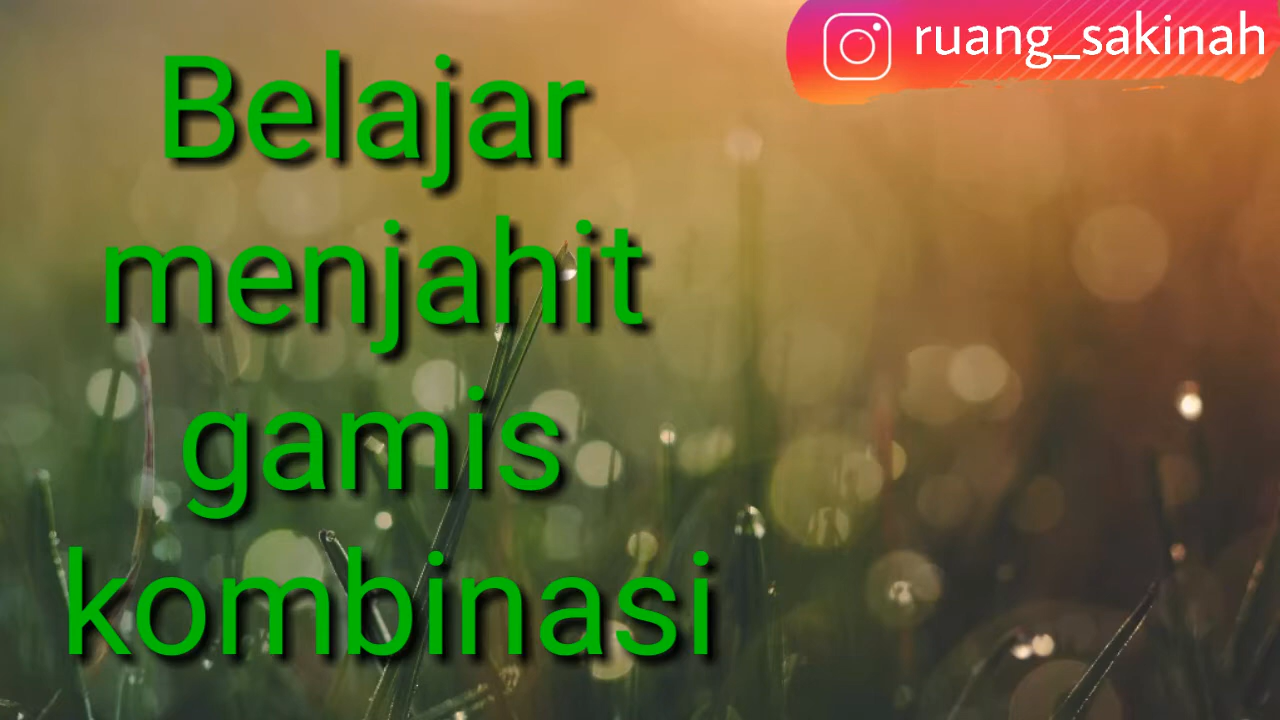 ruang_sakinah
Belajar
menjahit
gamis
kombinasi